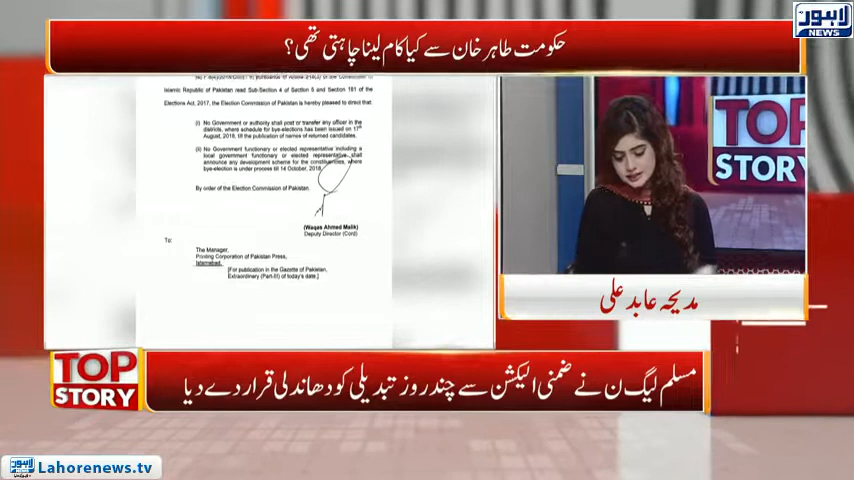 لاہور
NEWS
حکومت طاہر خان سے کیا کام لینا چاہتی تھی؟
Islamic Republic of Pakistan read Sub-Section 4 of Section 5 and Section 181 of the
Elections Act, 2017, the Election Commission of Pakistan is hereby pleased to direct that:
(i) No Government or authority shall post or transfer any officer in the
districts, where schedule for bye-elections has been issued on 17th
August, 2018, till the publication of names of returned candidates.
(ii) No Government functionary or elected representative including a
local government functionary or elected representative shall
announce any development scheme for the constituencies, where
bye-election is under process till 14 October, 2018.
By order of the Election Commission of Pakistan.
(Waqas Ahmed Malik)
Deputy Director (Cord)
To:
The Manager,
Printing Corporation of Pakistan Press,
Islamabad.
[For publication in the Gazette of Pakistan,
Extraordinary (Part-III) of today's date.]
TOP
STORY
مدیحہ عابد علی
TOP
STORY
مسلم لیگ ن نے ضمنی الیکشن سے چند روز تبدیلی کو دھاندلی قرار دے دیا
لاہور
Lahorenews.tv